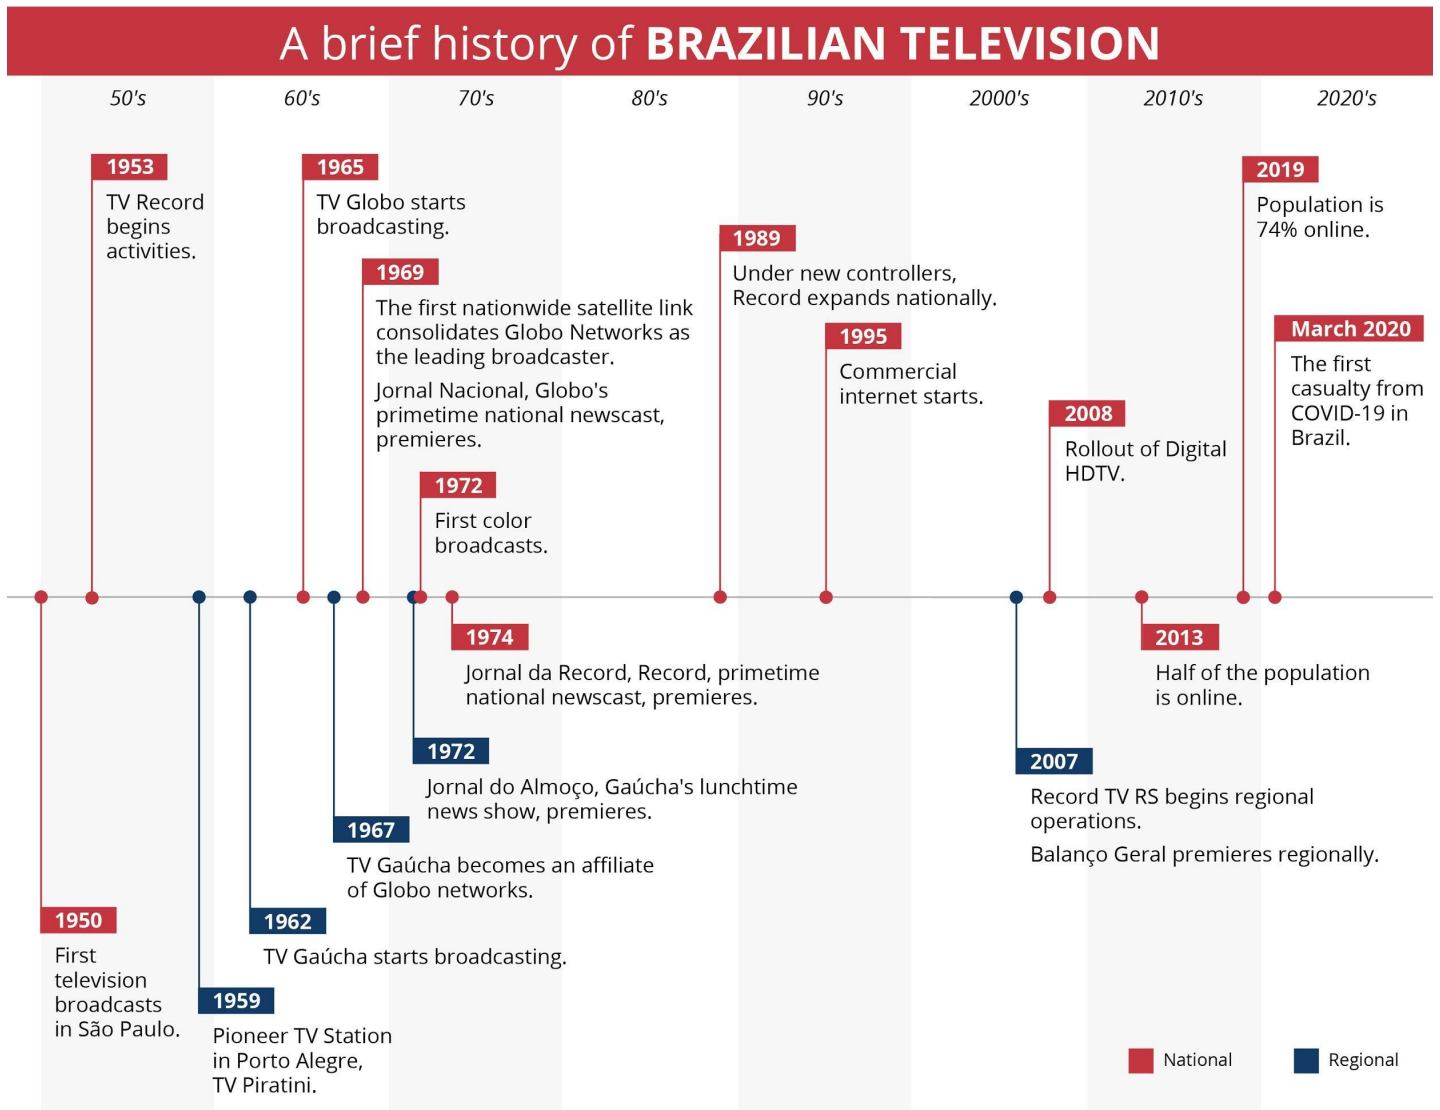 A brief history of BRAZILIAN TELEVISION
50's
60's
70's
80's
90's
2000's
2010's
2020's
1953
TV Record
begins
activities.
1965
TV Globo starts
broadcasting.
1969
The first nationwide satellite link
consolidates Globo Networks as
the leading broadcaster.
Jornal Nacional, Globo's
primetime national newscast,
premieres.
1972
First color
broadcasts.
1989
Under new controllers,
Record expands nationally.
1995
Commercial
internet starts.
2008
Rollout of Digital
HDTV.
2019
Population is
74% online.
March 2020
The first
casualty from
COVID-19 in
Brazil.
1974
Jornal da Record, Record, primetime
national newscast, premieres.
1972
Jornal do Almoço, Gaúcha's lunchtime
news show, premieres.
1967
TV Gaúcha becomes an affiliate
of Globo networks.
1962
TV Gaúcha starts broadcasting.
1950
First
television
broadcasts
in São Paulo.
1959
Pioneer TV Station
in Porto Alegre,
TV Piratini.
2013
Half of the population
is online.
2007
Record TV RS begins regional
operations.
Balanço Geral premieres regionally.
National
Regional